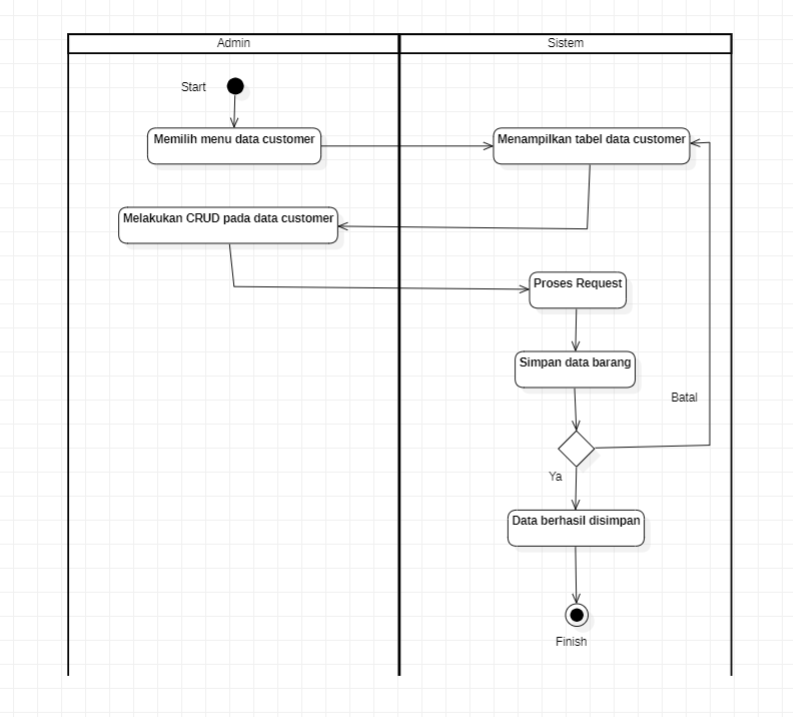 Admin
Sistem
Start
Memilih menu data customer
Menampilkan tabel data customer
Melakukan CRUD pada data customer
Proses Request
Simpan data barang
Batal
Ya
Data berhasil disimpan
Finish